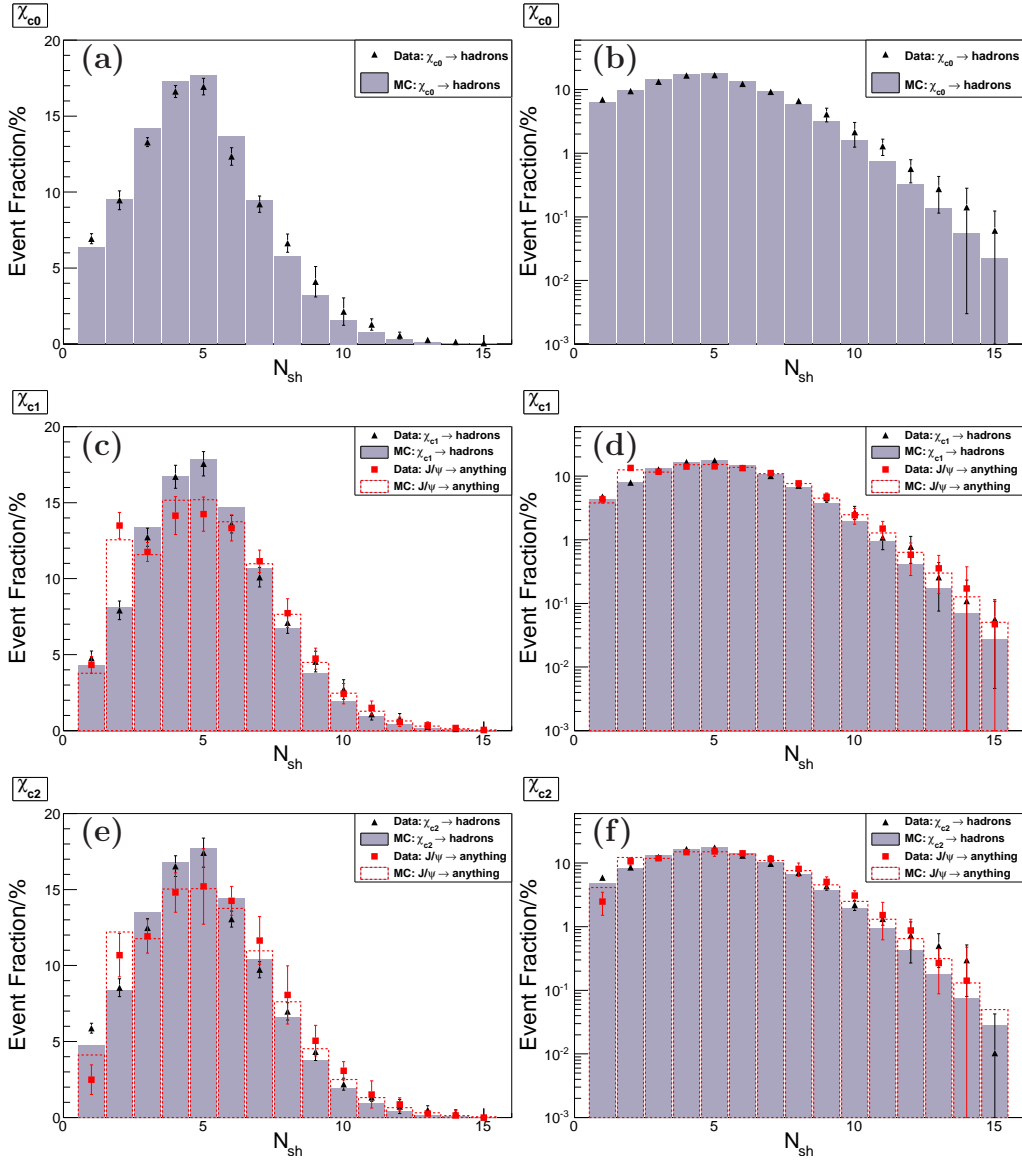 χc0
(a)
Data: χc0 → hadrons
MC: χc0 → hadrons
Event Fraction/%
20
15
10
5
0
0 5 10 15
Nsh
χc0
(b)
Data: χc0 → hadrons
MC: χc0 → hadrons
Event Fraction/%
10
1
10-1
10-2
10-3
0 5 10 15
Nsh
χc1
(c)
Data: χc1 → hadrons
MC: χc1 → hadrons
Data: J/ψ → anything
MC: J/ψ → anything
Event Fraction/%
20
15
10
5
0
0 5 10 15
Nsh
χc1
(d)
Data: χc1 → hadrons
MC: χc1 → hadrons
Data: J/ψ → anything
MC: J/ψ → anything
Event Fraction/%
10
1
10-1
10-2
10-3
0 5 10 15
Nsh
χc2
(e)
Data: χc2 → hadrons
MC: χc2 → hadrons
Data: J/ψ → anything
MC: J/ψ → anything
Event Fraction/%
20
15
10
5
0
0 5 10 15
Nsh
χc2
(f)
Data: χc2 → hadrons
MC: χc2 → hadrons
Data: J/ψ → anything
MC: J/ψ → anything
Event Fraction/%
10
1
10-1
10-2
10-3
0 5 10 15
Nsh